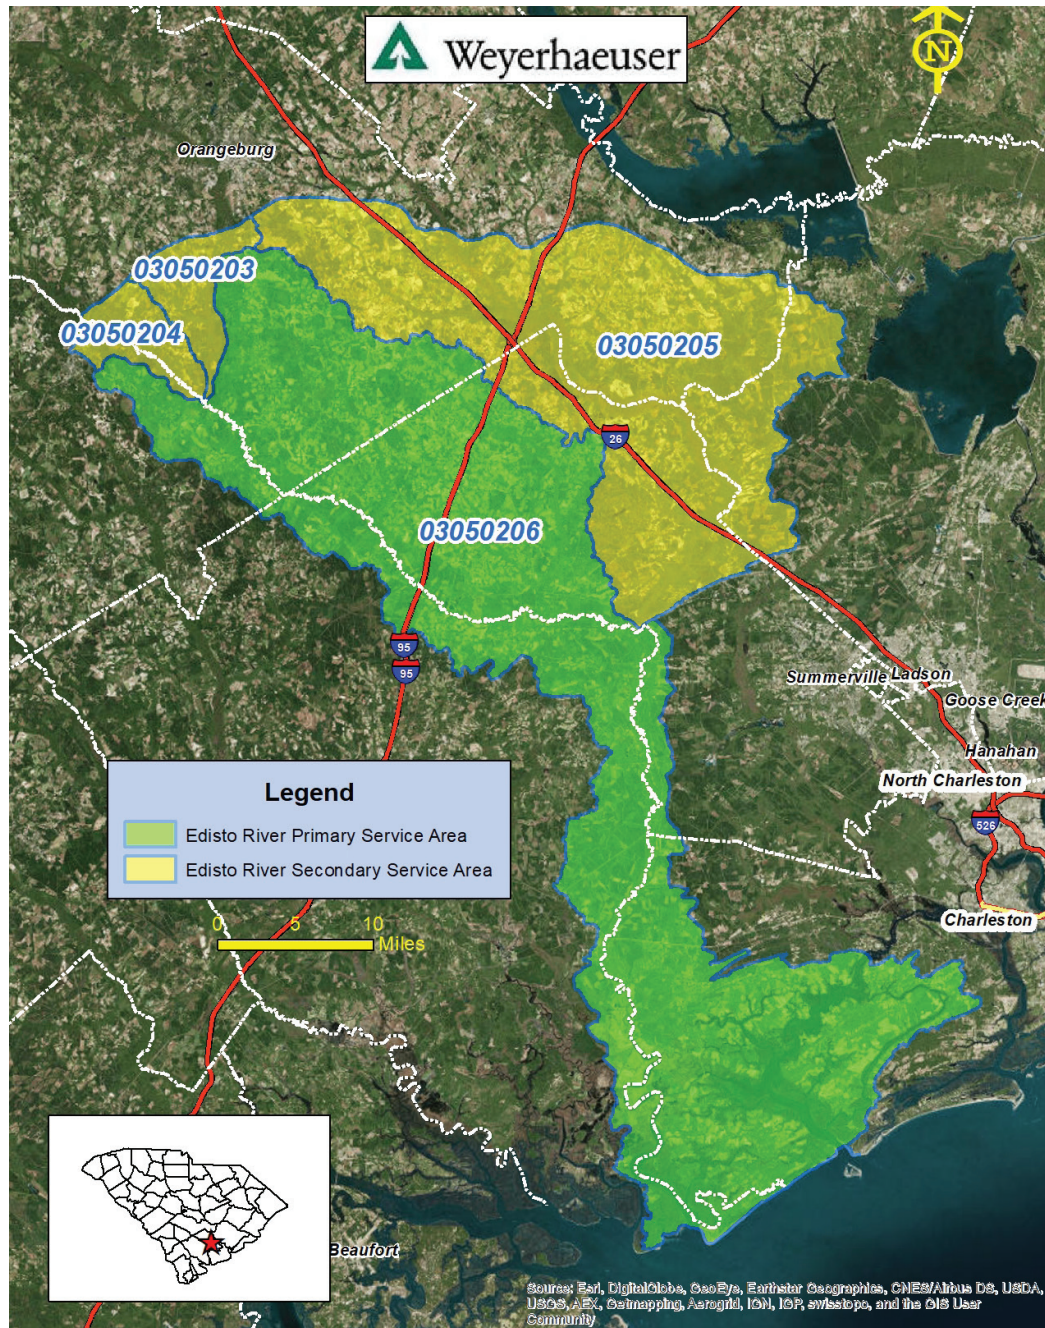 Weyerhaeuser
N
Orangeburg
03050203
03050204
03050205
26
03050206
95
95
Summerville
Ladson
Goose Creek
Hanahan
North Charleston
526
Charleston
Legend
Edisto River Primary Service Area
Edisto River Secondary Service Area
0 5 10
Miles
Beaufort
Source: Esri, DigitalGlobe, GeoEye, Earthstar Geographics, CNES/Airbus DS, USDA,
USGS, AEX, Getmapping, Aerogrid, IGN, IGP, swisstopo, and the GIS User
Community